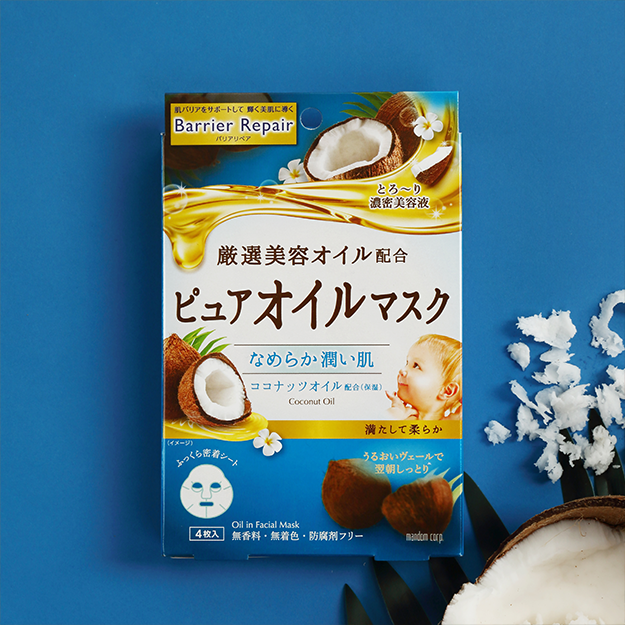 肌バリアをサポートして 輝く美肌に導く
Barrier Repair
バリアリペア
とろ〜り
濃密美容液
厳選美容オイル配合
ピュアオイルマスク
なめらか潤い肌
ココナッツオイル配合(保湿)
Coconut Oil
満たして柔らか
(イメージ)
ふっくら密着シート
うるおいヴェールで
翌朝しっとり
4枚入
Oil in Facial Mask
無香料・無着色・防腐剤フリー
mandom corp.